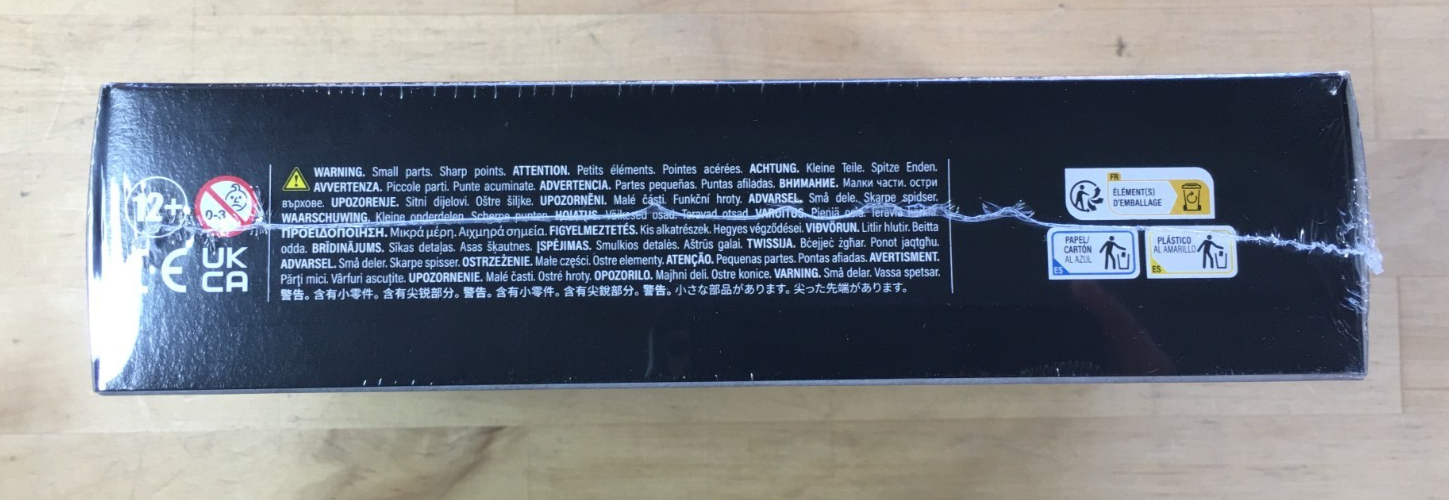 12+
0-3
CE
UK
CA
WARNING. Small parts. Sharp points. ATTENTION. Petits éléments. Pointes acérées. ACHTUNG. Kleine Teile. Spitze Enden.
AVVERTENZA. Piccole parti. Punte acuminate. ADVERTENCIA. Partes pequeñas. Puntas afiladas. ВНИМАНИЕ. Малки части. остри
върхове. UPOZORENJE. Sitni dijelovi. Oštre šiljke. UPOZORNĚNÍ. Malé části. Funkční hroty. ADVARSEL. Små dele. Skarpe spidser.
WAARSCHUWING. Kleine onderdelen. Scherpe punten. HOIATUS. Väikesed osad. Teravad otsad. VAROITUS. Pieniä osia. Teräviä
ΠΡΟΕΙΔΟΠΟΙΗΣΗ. Μικρά μέρη. Αιχμηρά σημεία. FIGYELMEZTETÉS. Kis alkatrészek. Hegyes végződései. VIÐVÖRUN. Litlir hlutir. Beitta
odda. BRĪDINĀJUMS. Sīkas detaļas. Asas šķautnes. ĮSPĖJIMAS. Smulkios detalės. Aštrūs galai. TWISSIJA. Bċejjeċ żgħar. Ponot jaqtgħu.
ADVARSEL. Små deler. Skarpe spisser. OSTRZEŻENIE. Małe części. Ostre elementy. ATENÇÃO. Pequenas partes. Pontas afiadas. AVERTISMENT.
Părți mici. Vârfuri ascuțite. UPOZORNENIE. Malé časti. Ostré hroty. OPOZORILO. Majhni deli. Ostre konice. VARNING. Små delar. Vassa spetsar.
警告。含有小零件。含有尖锐部分。警告。含有小零件。含有尖銳部分。警告。小さな部品があります。尖った先端があります。
FR
ÉLÉMENT(S)
D'EMBALLAGE
PAPEL/
CARTÓN
AL AZUL
ES
PLÁSTICO
AL AMARILLO
ES